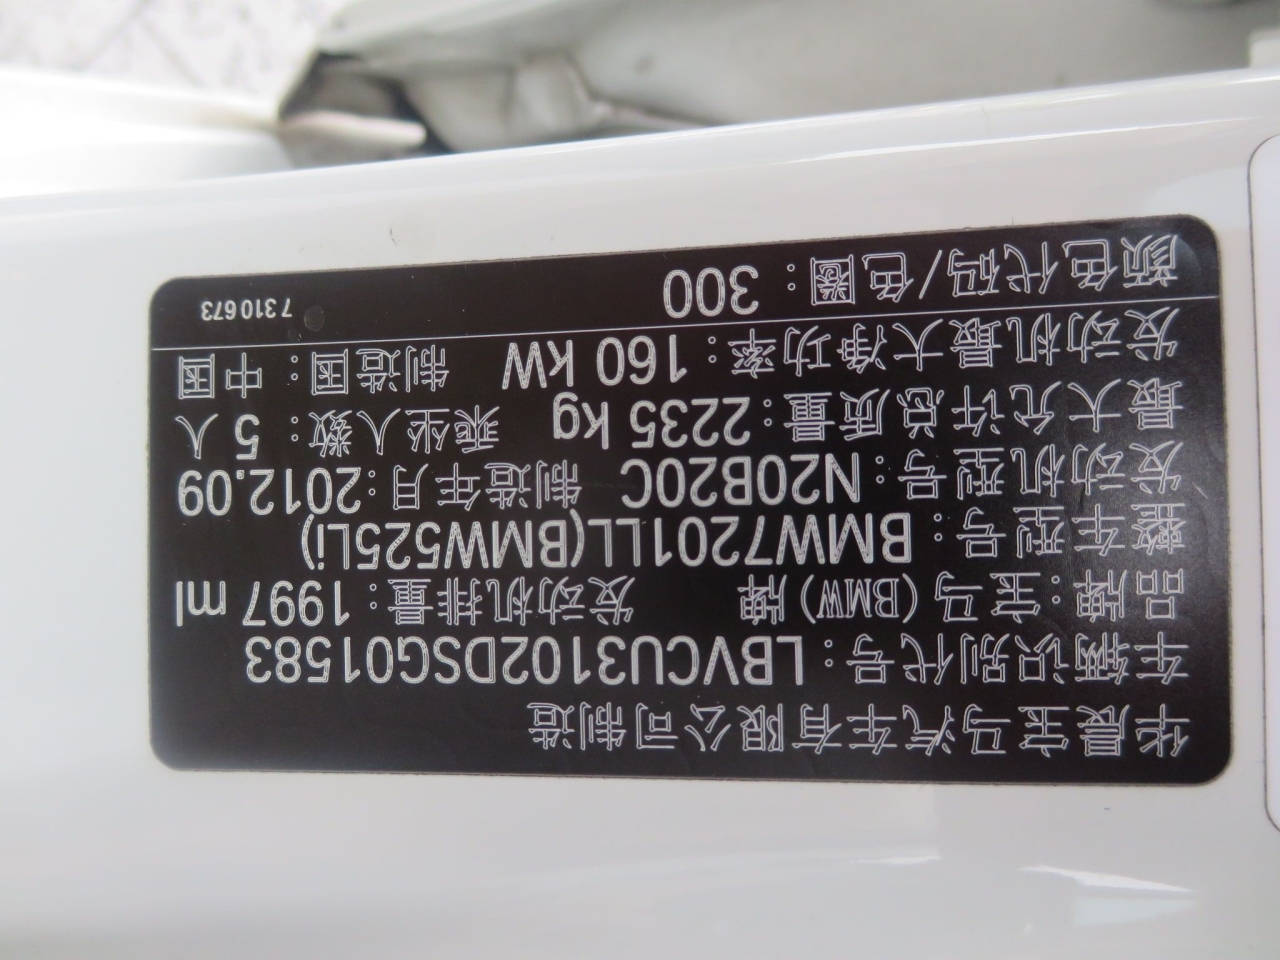 华晨宝马汽车有限公司制造
车辆识别代号：LBVCU3102DSG01583
品牌：宝马(BMW)牌 发动机排量：1997 ml
整车型号：BMW7201LL(BMW525Li)
发动机型号：N20B20C 制造年月：2012.09
最大允许总质量：2235 kg 乘坐人数：5 人
发动机最大净功率：160 kW 制造国：中国
颜色代码/色圈：300 7 310 673